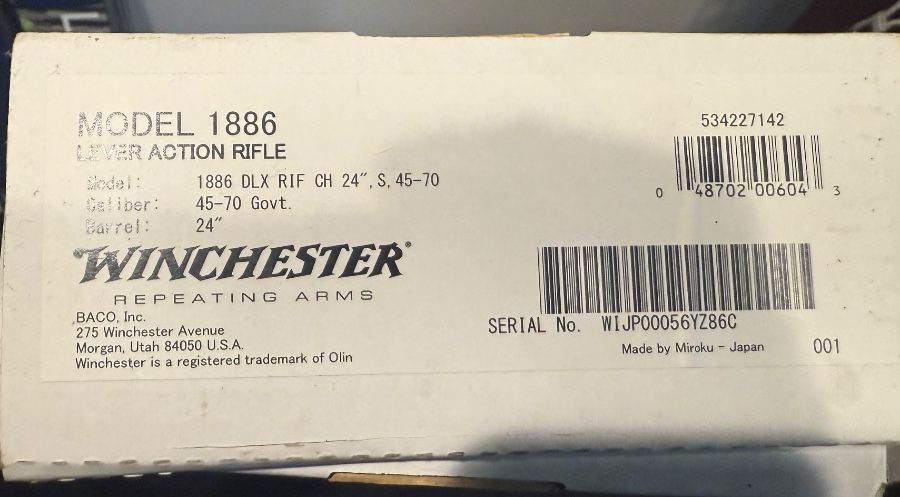 MODEL 1886
LEVER ACTION RIFLE
Model: 1886 DLX RIF CH 24", S, 45-70
Caliber: 45-70 Govt.
Barrel: 24"
WINCHESTER®
REPEATING ARMS
BACO, Inc.
275 Winchester Avenue
Morgan, Utah 84050 U.S.A.
Winchester is a registered trademark of Olin
534227142
0 48702 00604 3
SERIAL No. WIJP00056YZ86C
Made by Miroku - Japan 001